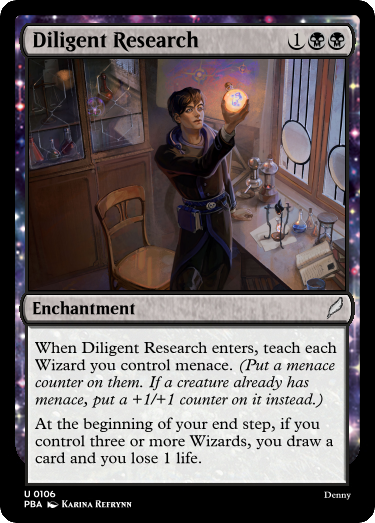 Diligent Research 1
Enchantment
When Diligent Research enters, teach each
Wizard you control menace. (Put a menace
counter on them. If a creature already has
menace, put a +1/+1 counter on it instead.)
At the beginning of your end step, if you
control three or more Wizards, you draw a
card and you lose 1 life.
U 0106
PBA Karina Refrynn
Denny